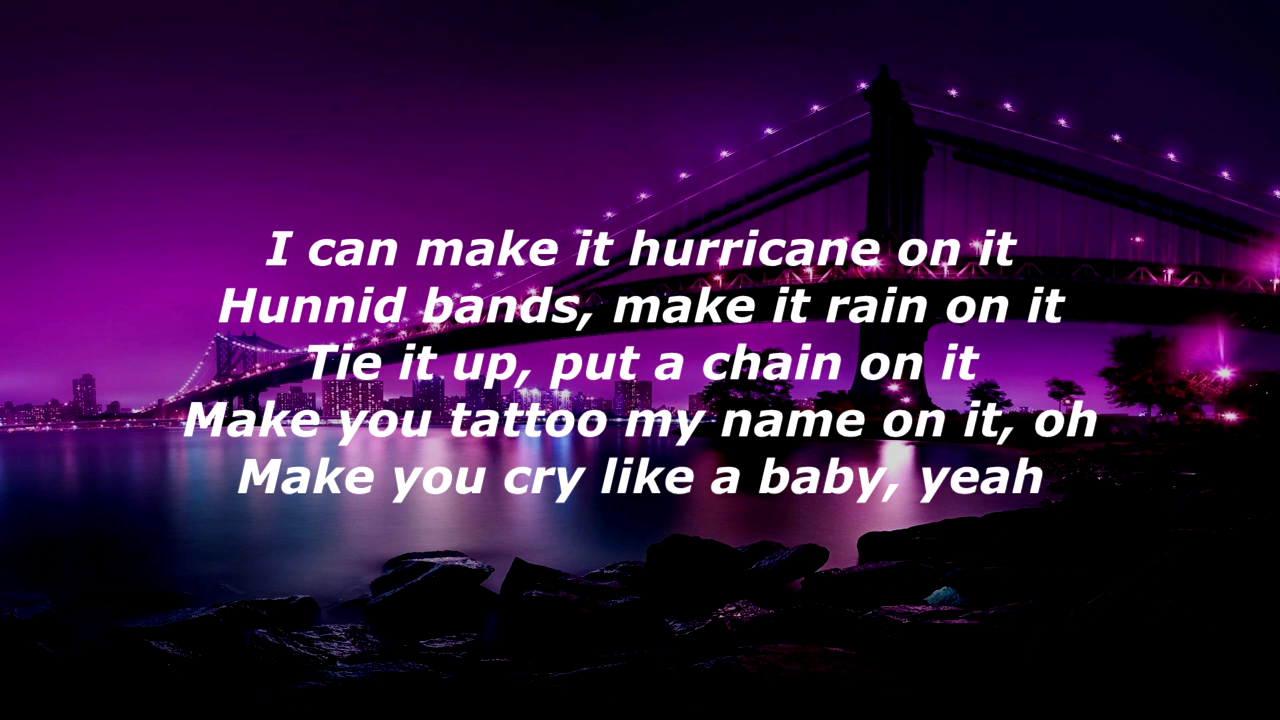 I can make it hurricane on it
Hunnid bands, make it rain on it
Tie it up, put a chain on it
Make you tattoo my name on it, oh
Make you cry like a baby, yeah